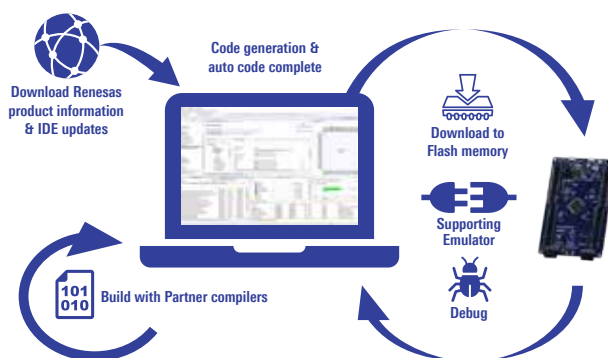 Code generation &
auto code complete
Download Renesas
product information
& IDE updates
Download to
Flash memory
Supporting
Emulator
Debug
101
010
Build with Partner compilers